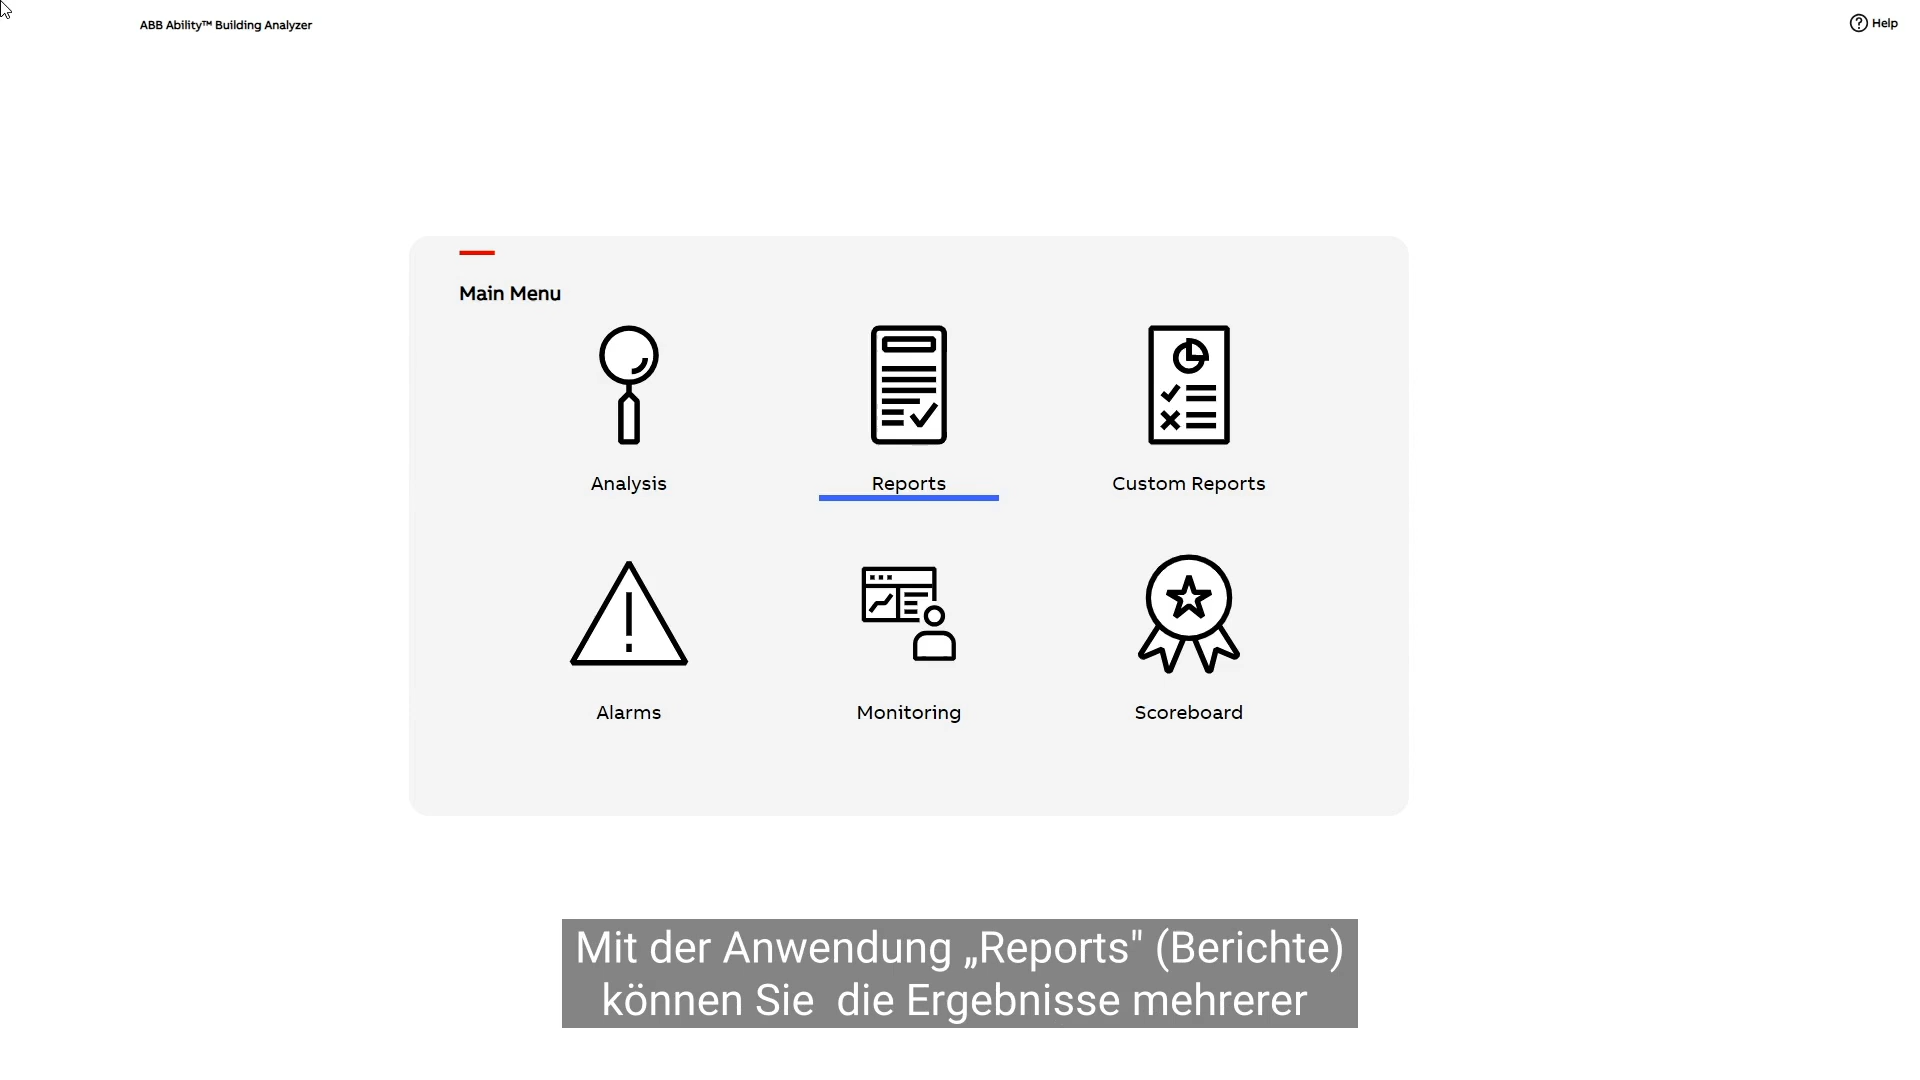 ABB Ability™ Building Analyzer
Help
Main Menu
Analysis
Reports
Custom Reports
Alarms
Monitoring
Scoreboard
Mit der Anwendung „Reports" (Berichte)
können Sie  die Ergebnisse mehrerer